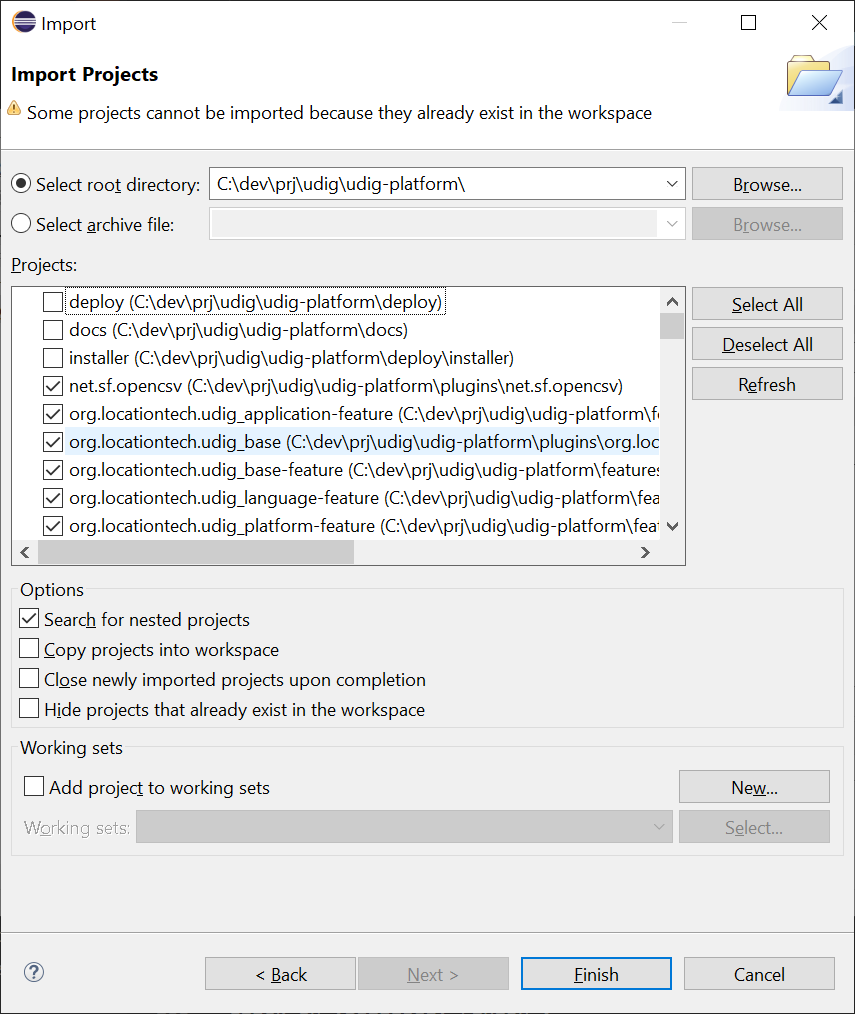 Import
Import Projects
Some projects cannot be imported because they already exist in the workspace
Select root directory: C:\dev\prj\udig\udig-platform\ Browse...
Select archive file: Browse...
Projects:
deploy (C:\dev\prj\udig\udig-platform\deploy)
docs (C:\dev\prj\udig\udig-platform\docs)
installer (C:\dev\prj\udig\udig-platform\deploy\installer)
net.sf.opencsv (C:\dev\prj\udig\udig-platform\plugins\net.sf.opencsv)
org.locationtech.udig_application-feature (C:\dev\prj\udig\udig-platform\fe
org.locationtech.udig_base (C:\dev\prj\udig\udig-platform\plugins\org.loc
org.locationtech.udig_base-feature (C:\dev\prj\udig\udig-platform\features
org.locationtech.udig_language-feature (C:\dev\prj\udig\udig-platform\fea
org.locationtech.udig_platform-feature (C:\dev\prj\udig\udig-platform\feat
Select All
Deselect All
Refresh
Options
Search for nested projects
Copy projects into workspace
Close newly imported projects upon completion
Hide projects that already exist in the workspace
Working sets
Add project to working sets New...
Working sets: Select...
? < Back Next > Finish Cancel